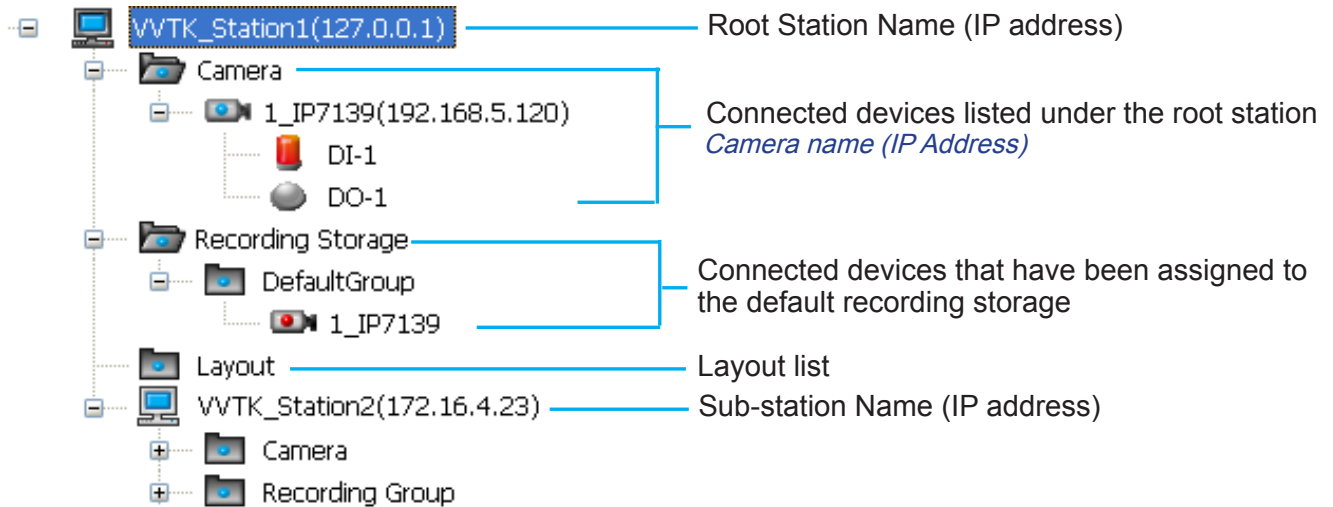 VVTK_Station1(127.0.0.1)
Root Station Name (IP address)
Camera
1_IP7139(192.168.5.120)
Connected devices listed under the root station
Camera name (IP Address)
DI-1
DO-1
Recording Storage
DefaultGroup
Connected devices that have been assigned to
the default recording storage
1_IP7139
Layout
Layout list
VVTK_Station2(172.16.4.23)
Sub-station Name (IP address)
Camera
Recording Group